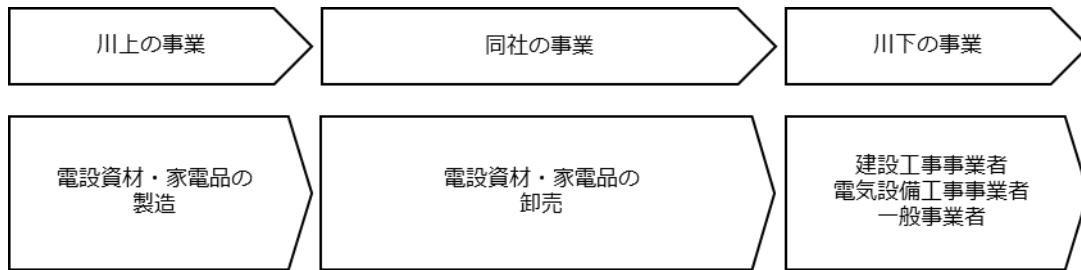 川上の事業
同社の事業
川下の事業
電設資材・家電品の
製造
電設資材・家電品の
卸売
建設工事事業者
電気設備工事事業者
一般事業者